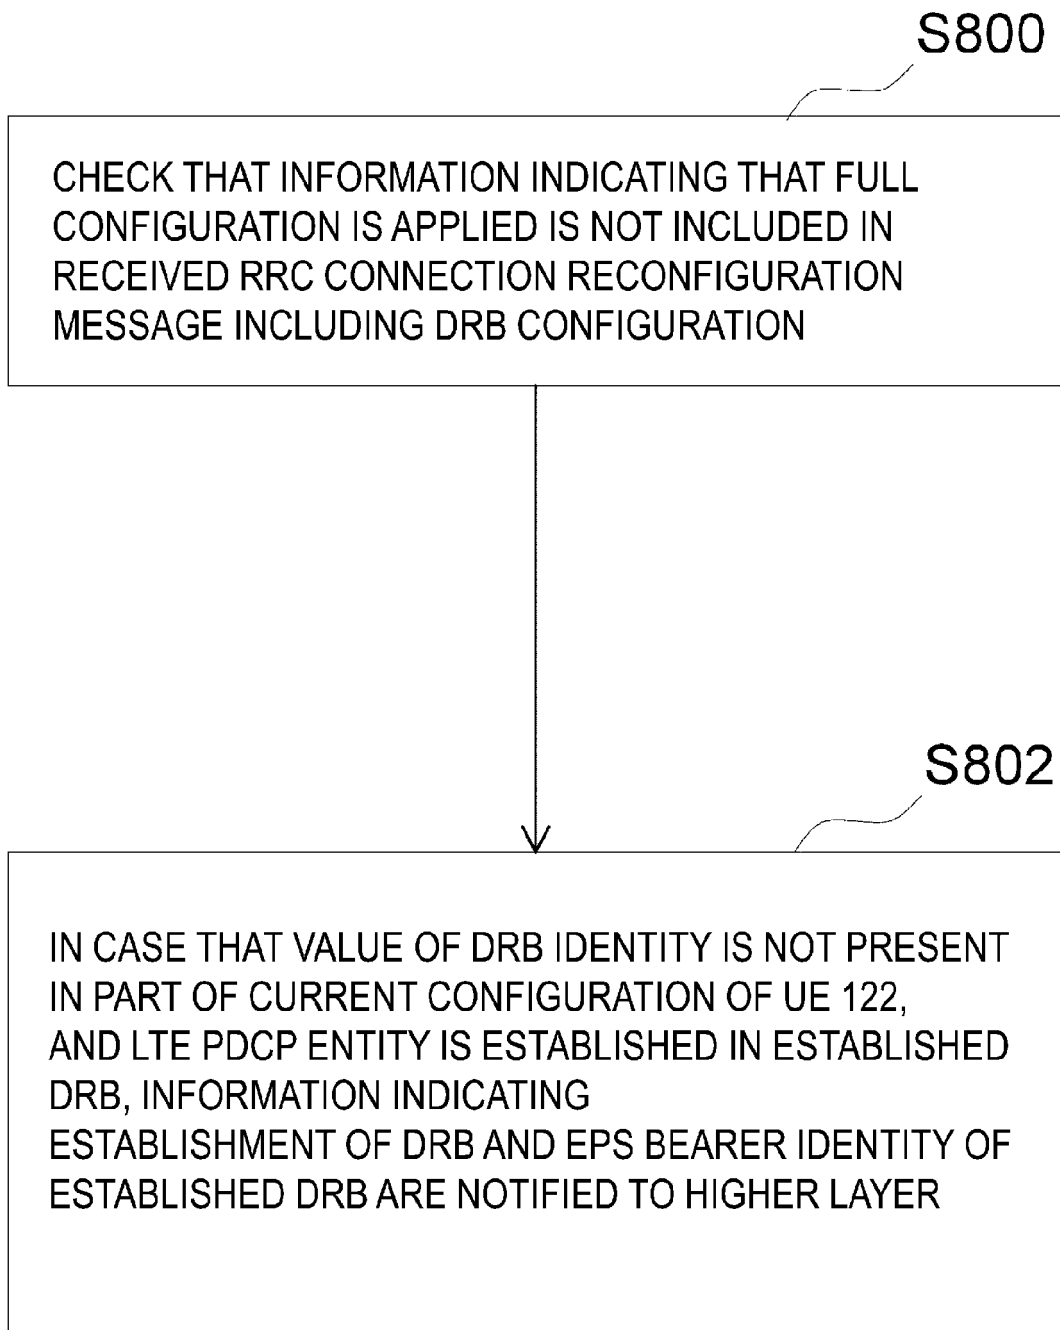 S800
CHECK THAT INFORMATION INDICATING THAT FULL
CONFIGURATION IS APPLIED IS NOT INCLUDED IN
RECEIVED RRC CONNECTION RECONFIGURATION
MESSAGE INCLUDING DRB CONFIGURATION
S802
IN CASE THAT VALUE OF DRB IDENTITY IS NOT PRESENT
IN PART OF CURRENT CONFIGURATION OF UE 122,
AND LTE PDCP ENTITY IS ESTABLISHED IN ESTABLISHED
DRB, INFORMATION INDICATING
ESTABLISHMENT OF DRB AND EPS BEARER IDENTITY OF
ESTABLISHED DRB ARE NOTIFIED TO HIGHER LAYER